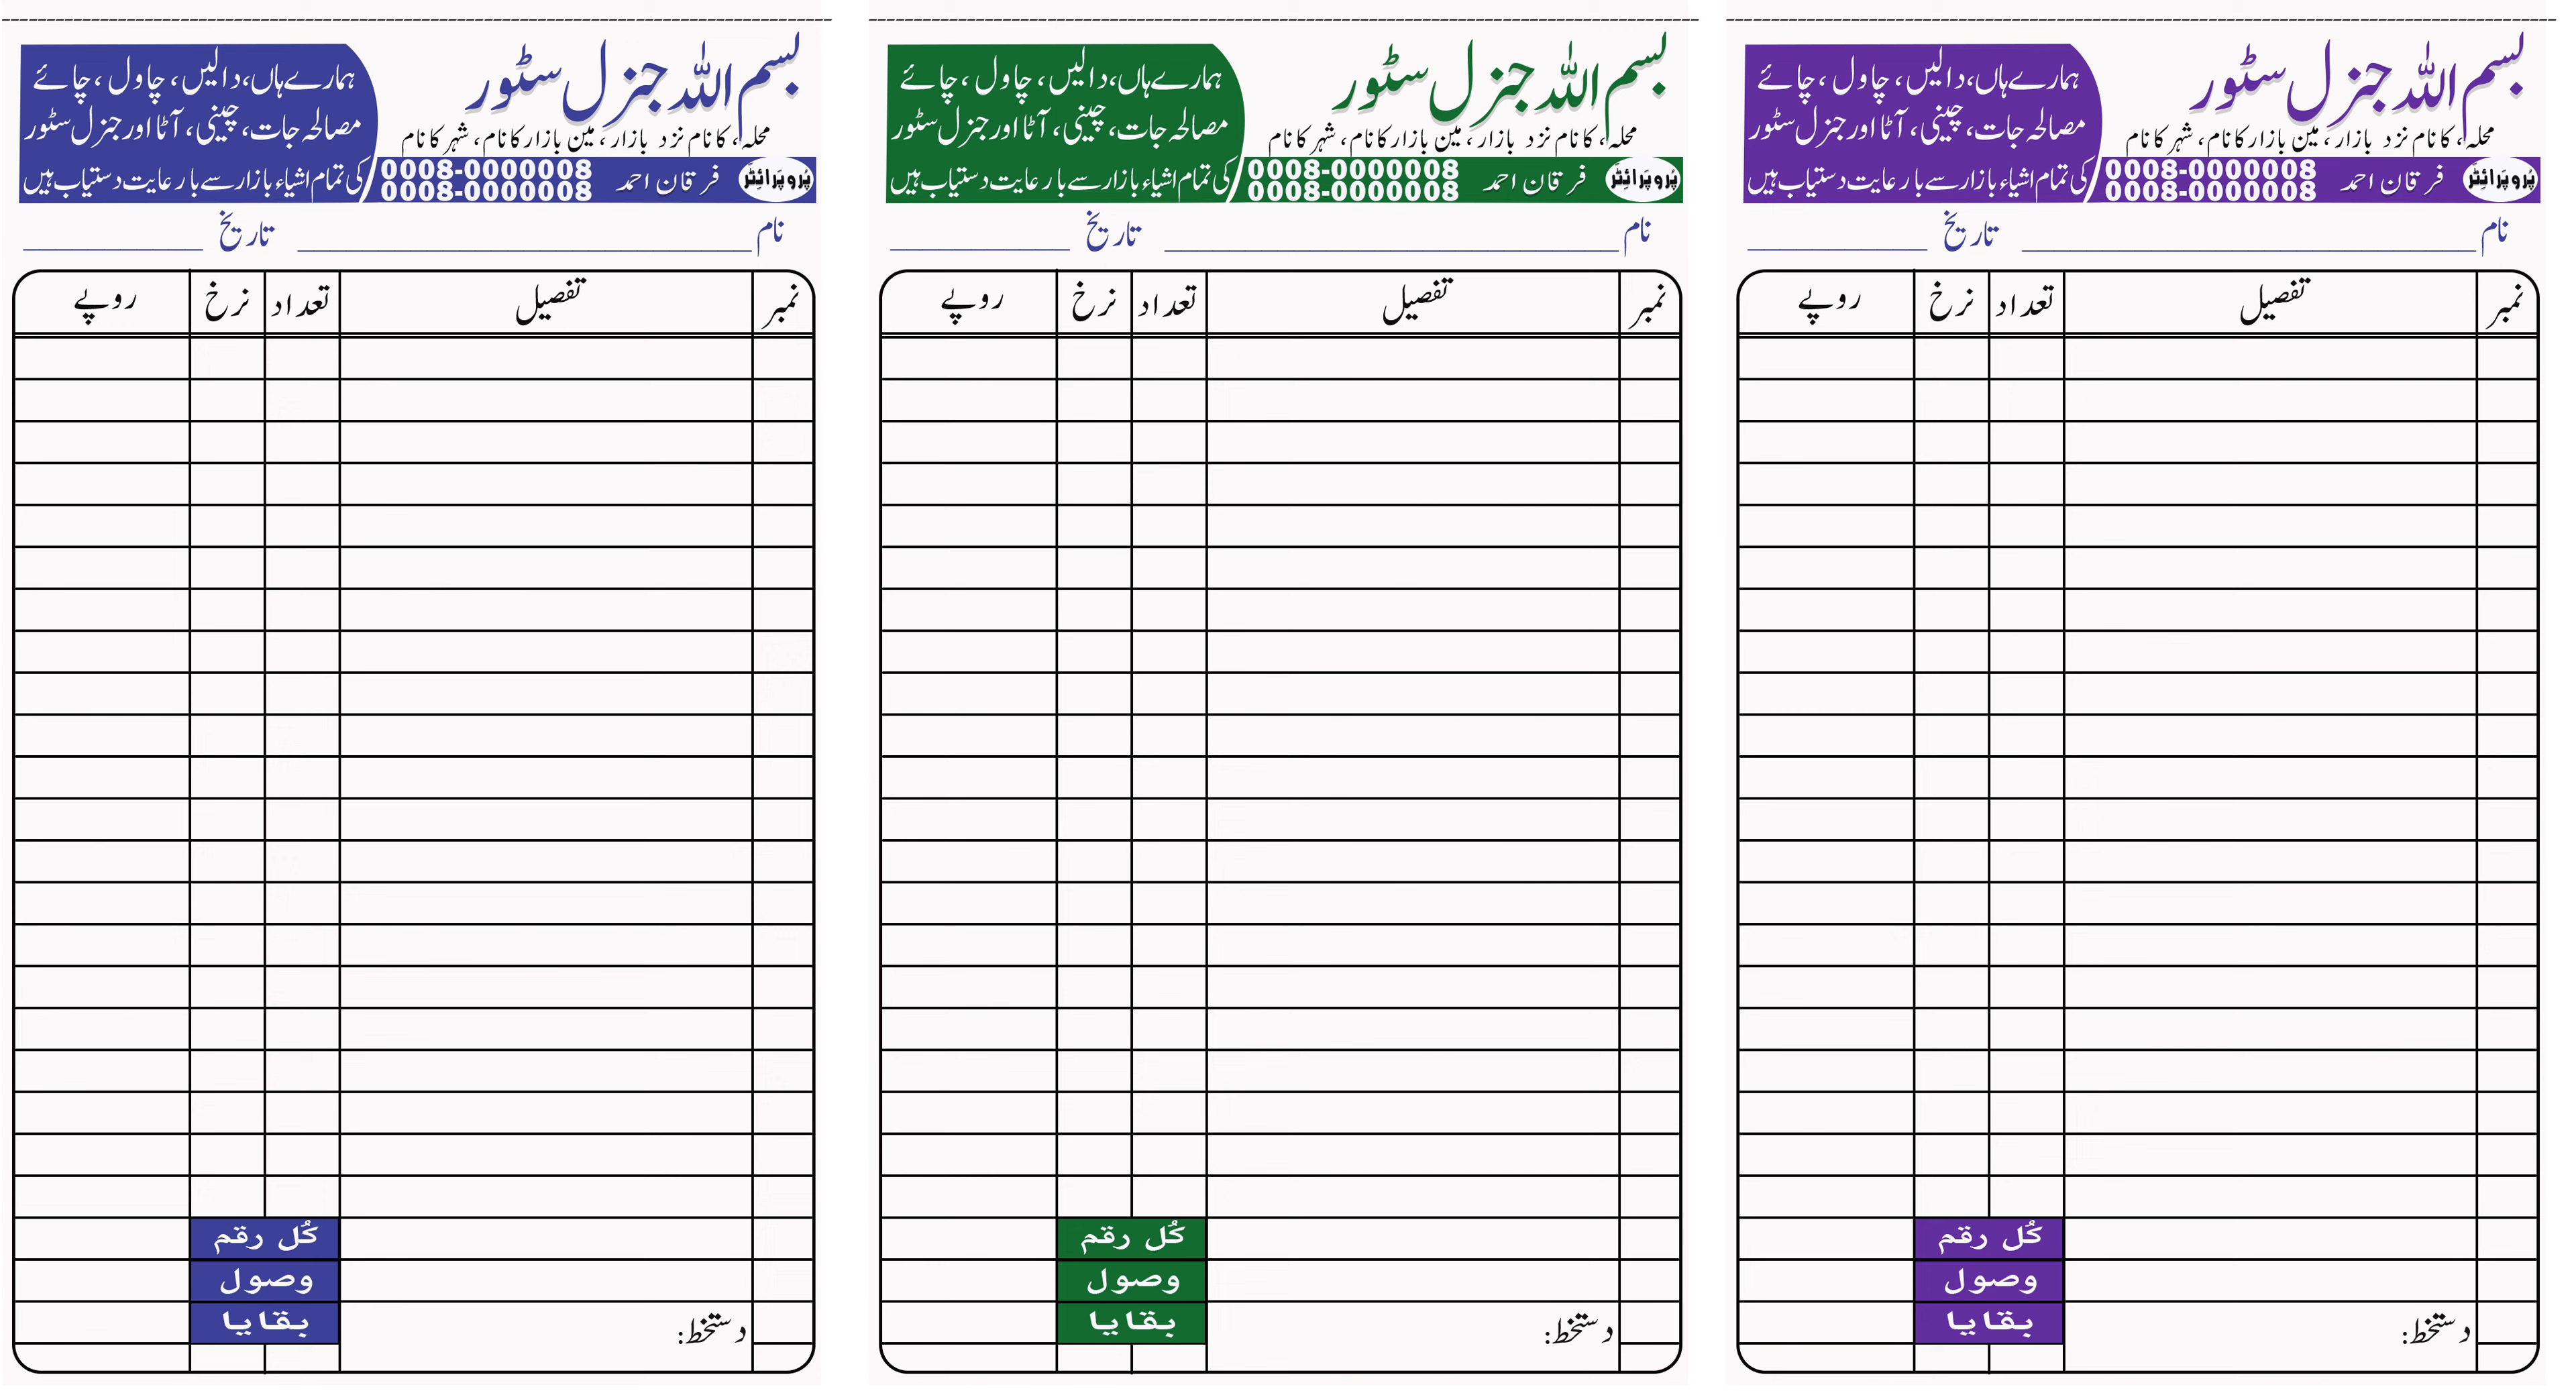 بسم اللہ جنرل سٹور
محلہ، کا نام نزد بازار، مین بازار کا نام، شہر کا نام
پُروپَرائِٹَر فرقان احمد 0008-0000008
0008-0000008
ہمارے ہاں، دالیں، چاول، چائے
مصالحہ جات، چینی، آٹا اور جنرل سٹور
کی تمام اشیاء بازار سے بارعایت دستیاب ہیں
نام تاریخ
نمبر تفصیل تعداد نرخ روپے
کُل رقم
وصول
بقایا
دستخط:
بسم اللہ جنرل سٹور
محلہ، کا نام نزد بازار، مین بازار کا نام، شہر کا نام
پُروپَرائِٹَر فرقان احمد 0008-0000008
0008-0000008
ہمارے ہاں، دالیں، چاول، چائے
مصالحہ جات، چینی، آٹا اور جنرل سٹور
کی تمام اشیاء بازار سے بارعایت دستیاب ہیں
نام تاریخ
نمبر تفصیل تعداد نرخ روپے
کُل رقم
وصول
بقایا
دستخط:
بسم اللہ جنرل سٹور
محلہ، کا نام نزد بازار، مین بازار کا نام، شہر کا نام
پُروپَرائِٹَر فرقان احمد 0008-0000008
0008-0000008
ہمارے ہاں، دالیں، چاول، چائے
مصالحہ جات، چینی، آٹا اور جنرل سٹور
کی تمام اشیاء بازار سے بارعایت دستیاب ہیں
نام تاریخ
نمبر تفصیل تعداد نرخ روپے
کُل رقم
وصول
بقایا
دستخط: